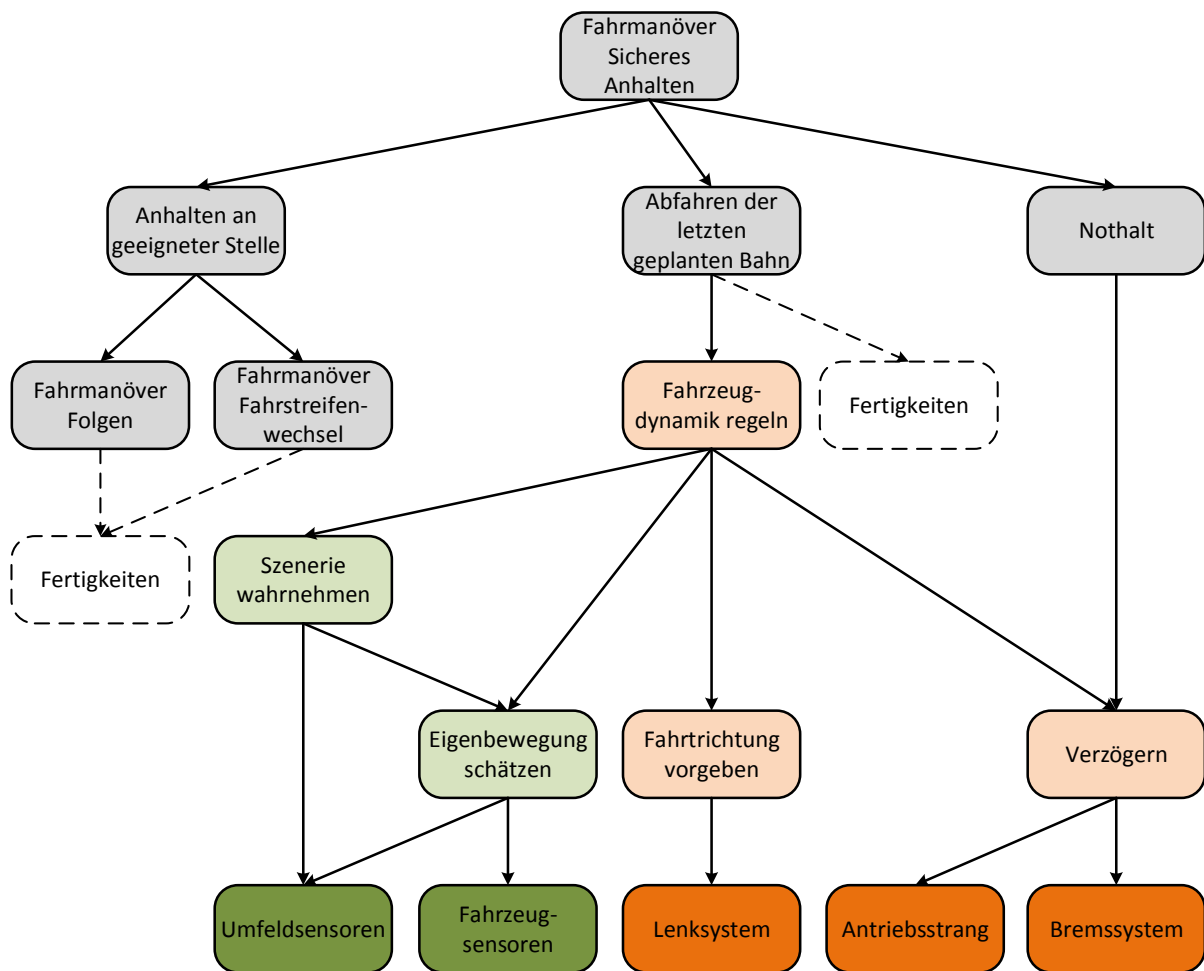 Fahrmanöver
Sicheres
Anhalten
Anhalten an
geeigneter Stelle
Abfahren der
letzten
geplanten Bahn
Nothalt
Fahrmanöver
Folgen
Fahrmanöver
Fahrstreifen-
wechsel
Fahrzeug-
dynamik regeln
Fertigkeiten
Fertigkeiten
Szenerie
wahrnehmen
Eigenbewegung
schätzen
Fahrtrichtung
vorgeben
Verzögern
Umfeldsensoren
Fahrzeug-
sensoren
Lenksystem
Antriebsstrang
Bremssystem